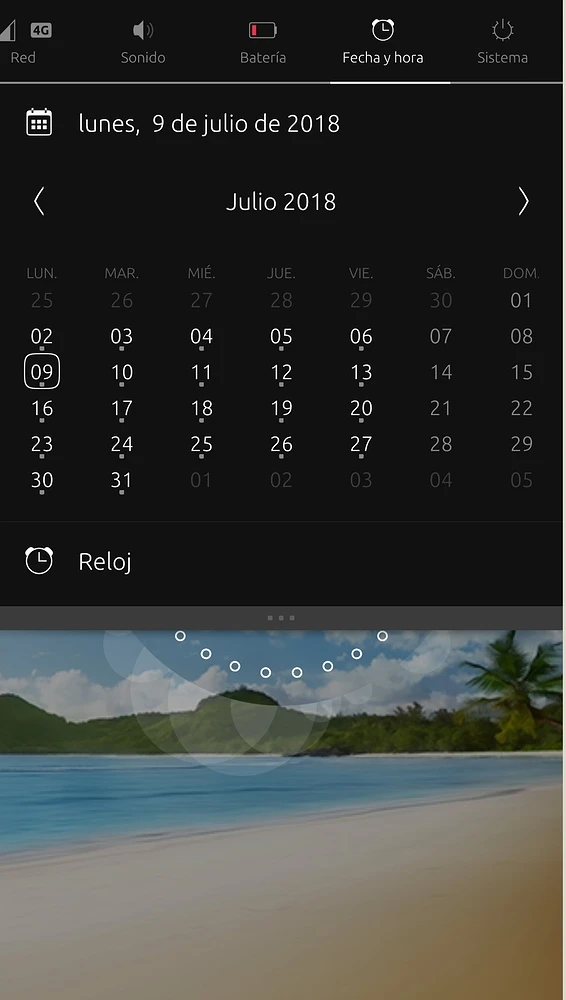 4G
Red Sonido Batería Fecha y hora Sistema
lunes, 9 de julio de 2018
Julio 2018
LUN. MAR. MIÉ. JUE. VIE. SÁB. DOM.
25 26 27 28 29 30 01
02 03 04 05 06 07 08
09 10 11 12 13 14 15
16 17 18 19 20 21 22
23 24 25 26 27 28 29
30 31 01 02 03 04 05
Reloj